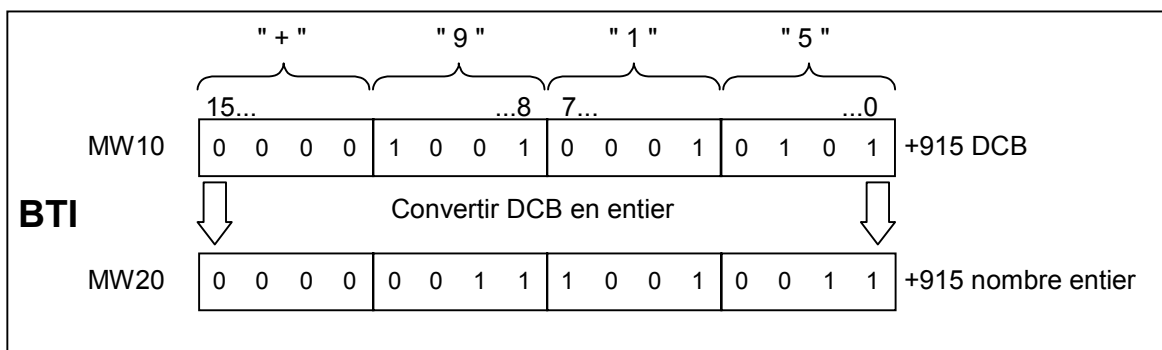 " + " " 9 " " 1 " " 5 "
15... ...8 7... ...0
MW10 0 0 0 0 1 0 0 1 0 0 0 1 0 1 0 1 +915 DCB
BTI Convertir DCB en entier
MW20 0 0 0 0 0 0 1 1 1 0 0 1 0 0 1 1 +915 nombre entier